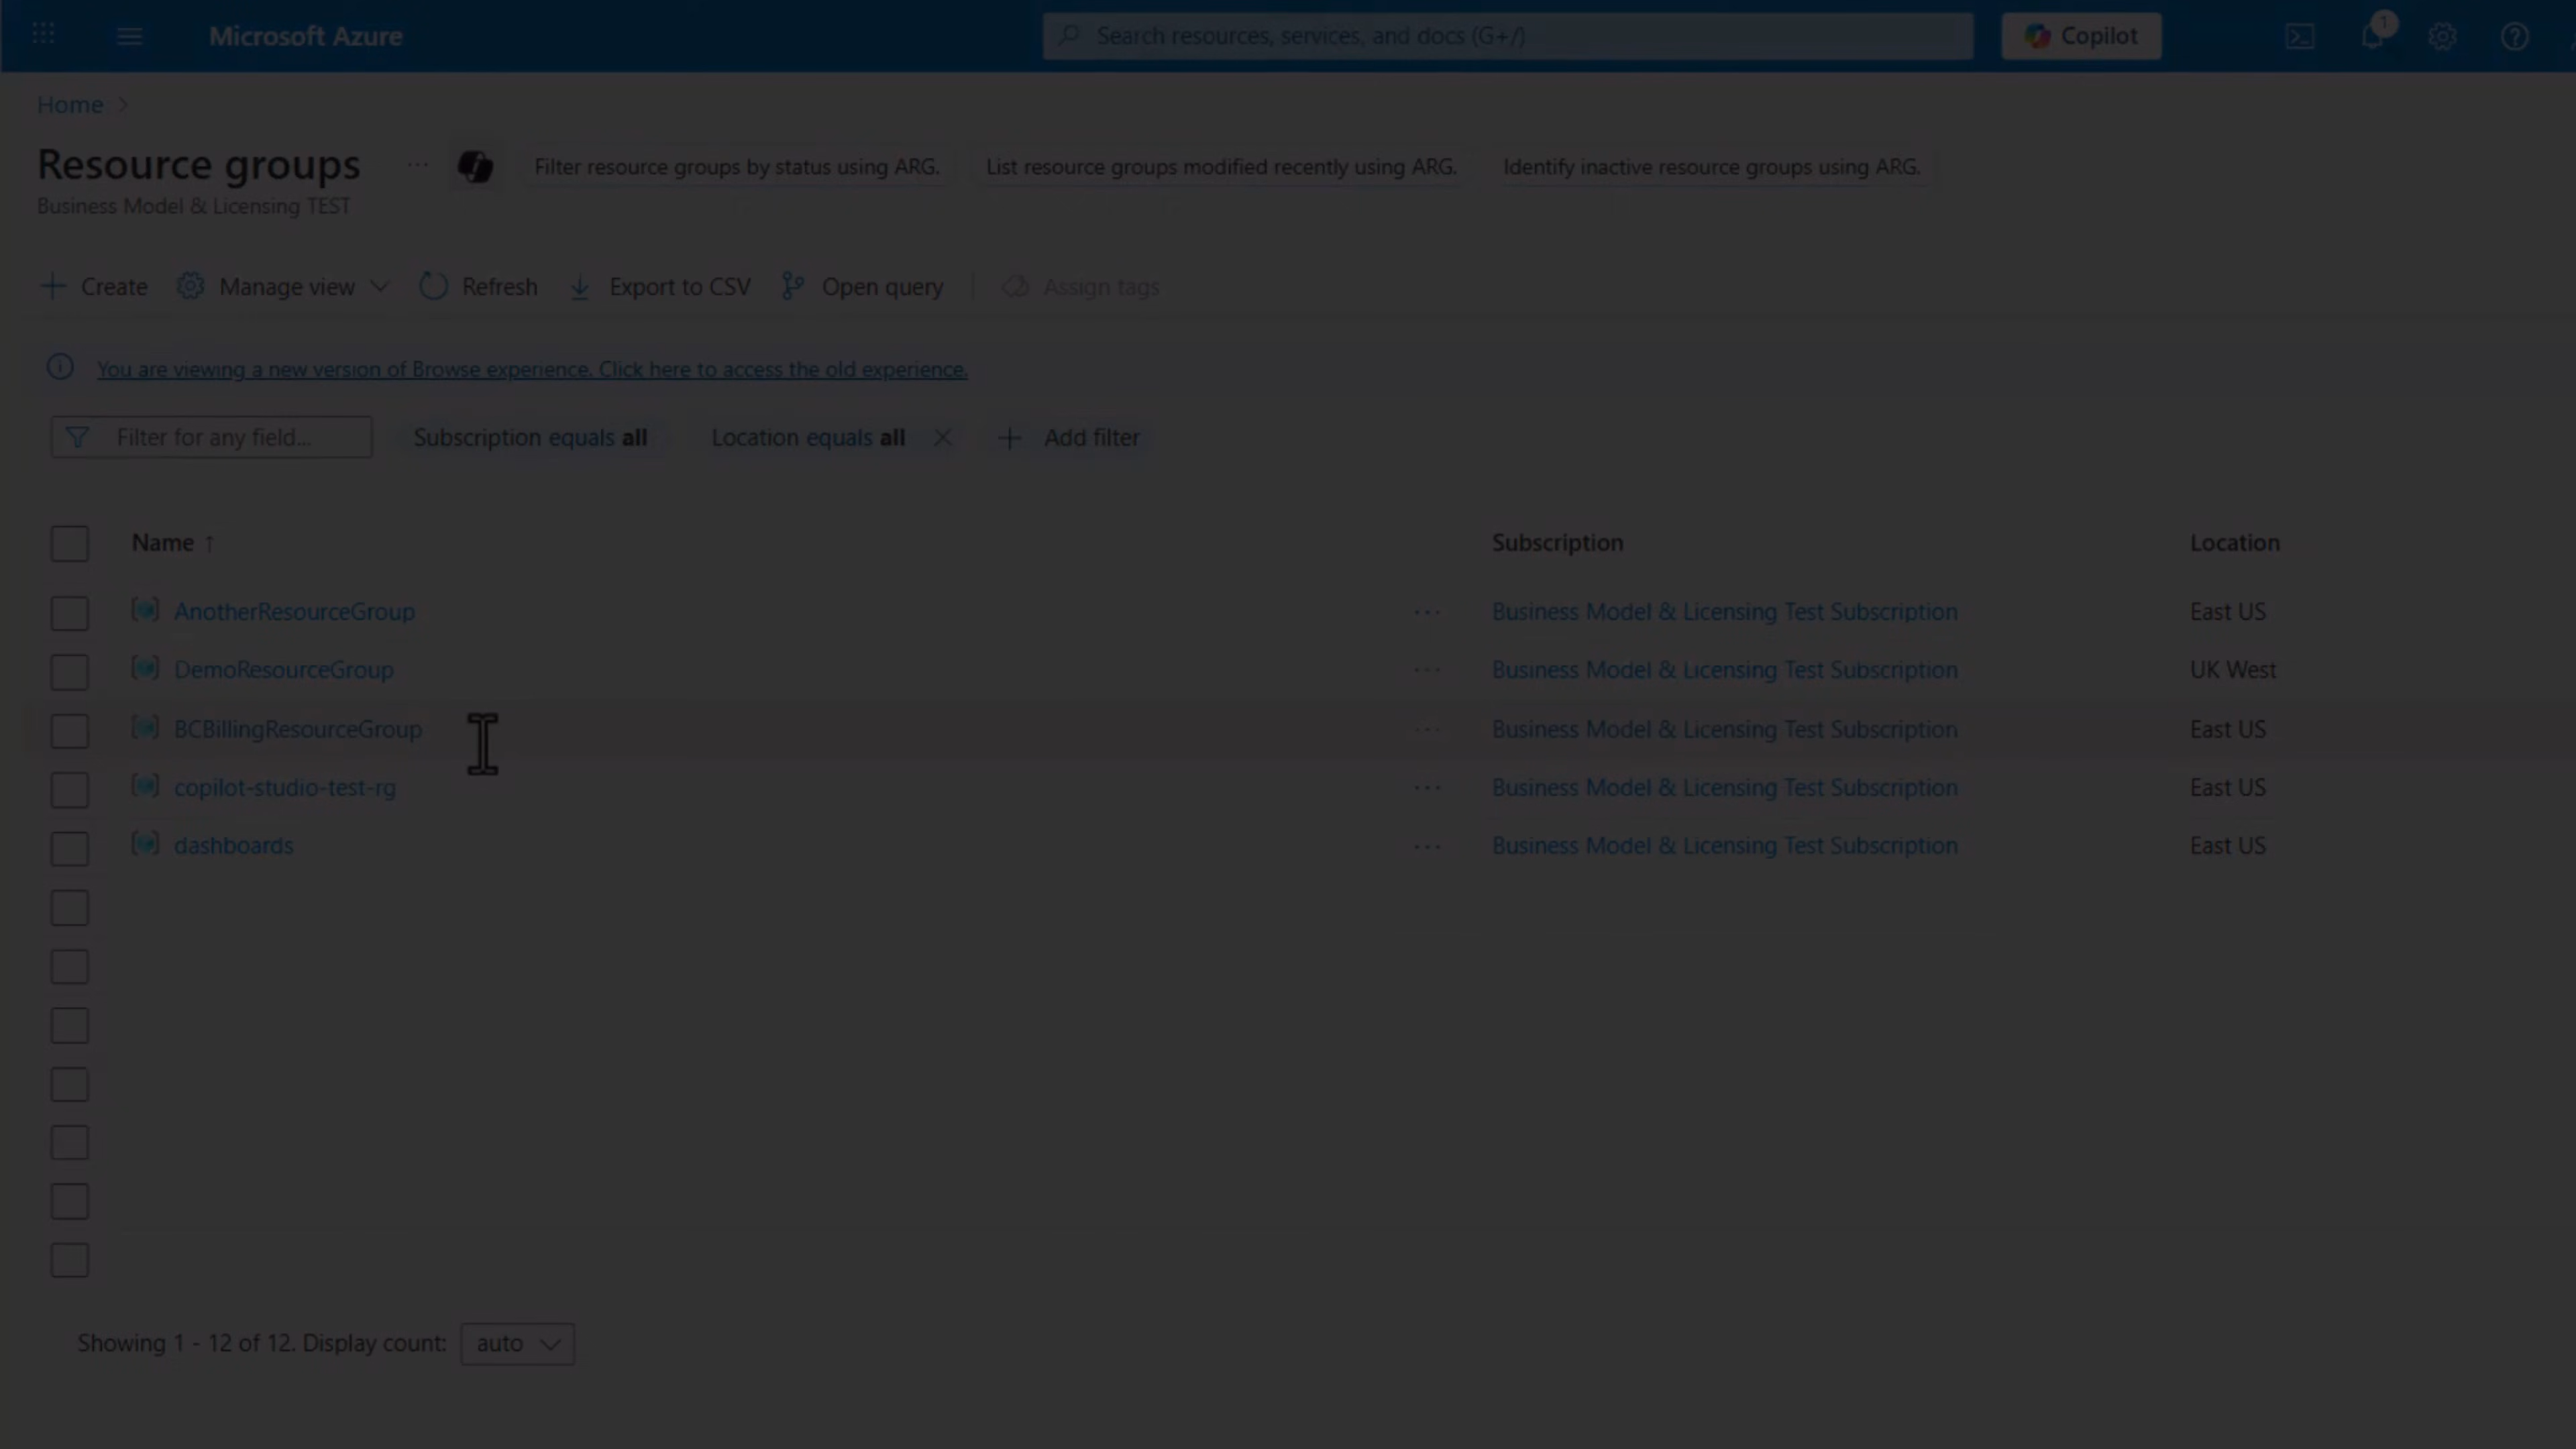 Microsoft Azure
Search resources, services, and docs (G+/)
Copilot
1
Home
Resource groups
Filter resource groups by status using ARG.
List resource groups modified recently using ARG.
Identify inactive resource groups using ARG.
Business Model & Licensing TEST
Create
Manage view
Refresh
Export to CSV
Open query
Assign tags
You are viewing a new version of Browse experience. Click here to access the old experience.
Filter for any field...
Subscription equals all
Location equals all
Add filter
Name ↑
Subscription
Location
AnotherResourceGroup
Business Model & Licensing Test Subscription
East US
DemoResourceGroup
Business Model & Licensing Test Subscription
UK West
BCBillingResourceGroup
Business Model & Licensing Test Subscription
East US
copilot-studio-test-rg
Business Model & Licensing Test Subscription
East US
dashboards
Business Model & Licensing Test Subscription
East US
Showing 1 - 12 of 12. Display count:
auto